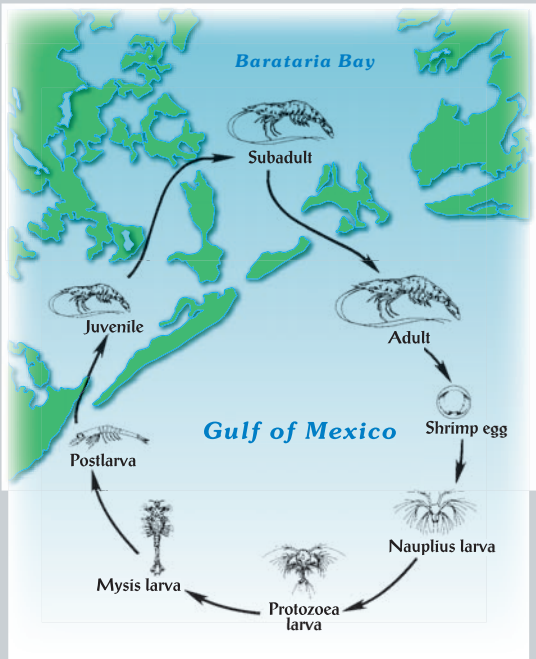 Barataria Bay
Subadult
Juvenile
Adult
Gulf of Mexico
Shrimp egg
Postlarva
Nauplius larva
Mysis larva
Protozoea
larva